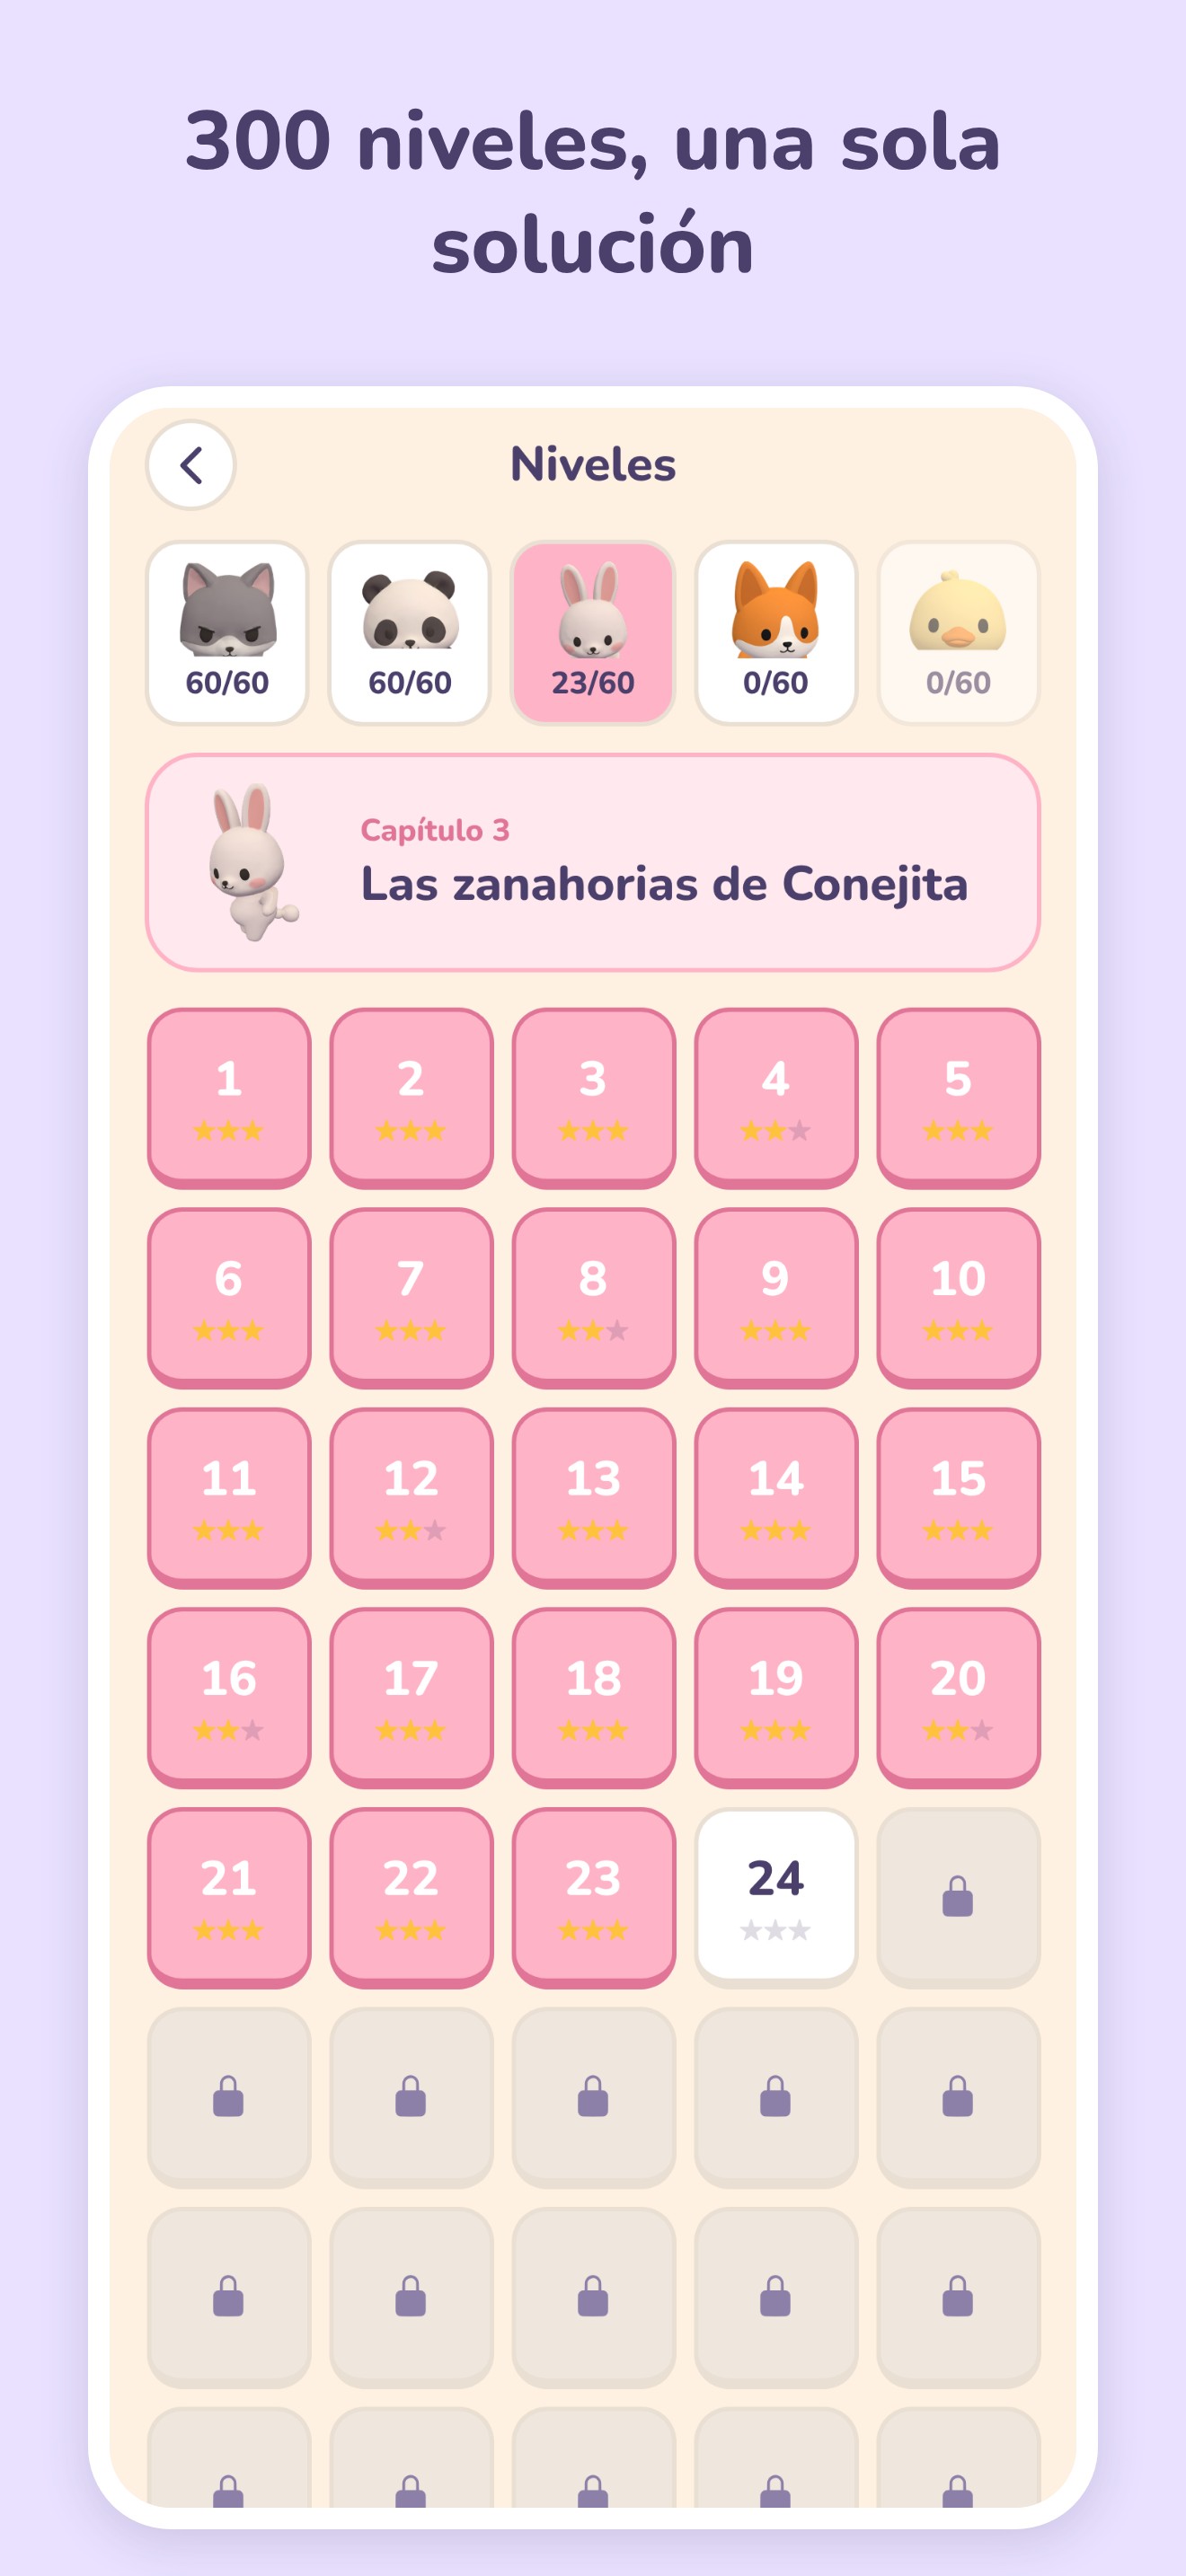 300 niveles, una sola
solución
Niveles
60/60 60/60 23/60 0/60 0/60
Capítulo 3
Las zanahorias de Conejita
1 2 3 4 5
6 7 8 9 10
11 12 13 14 15
16 17 18 19 20
21 22 23 24